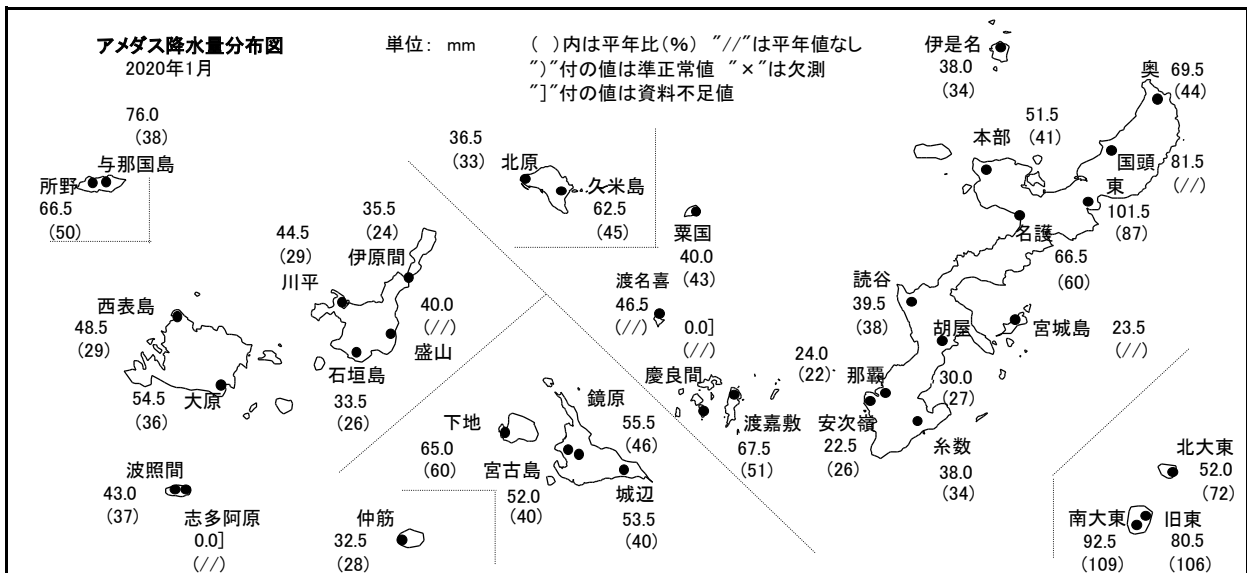 アメダス降水量分布図
2020年1月
単位: mm
( )内は平年比(%) "//"は平年値なし
")"付の値は準正常値 "×"は欠測
"]"付の値は資料不足値
伊是名
38.0
(34)
奥
69.5
(44)
本部
51.5
(41)
国頭
81.5
(//)
東
101.5
(87)
名護
66.5
(60)
76.0
(38)
与那国島
所野
66.5
(50)
36.5
(33)
北原
久米島
62.5
(45)
粟国
40.0
(43)
渡名喜
46.5
(//)
0.0]
(//)
慶良間
渡嘉敷
67.5
(51)
読谷
39.5
(38)
胡屋
30.0
(27)
宮城島
23.5
(//)
24.0
(22)
那覇
安次嶺
22.5
(26)
糸数
38.0
(34)
44.5
(29)
川平
35.5
(24)
伊原間
40.0
(//)
盛山
石垣島
33.5
(26)
西表島
48.5
(29)
大原
54.5
(36)
波照間
43.0
(37)
志多阿原
0.0]
(//)
下地
65.0
(60)
鏡原
55.5
(46)
宮古島
52.0
(40)
城辺
53.5
(40)
仲筋
32.5
(28)
北大東
52.0
(72)
南大東
92.5
(109)
旧東
80.5
(106)